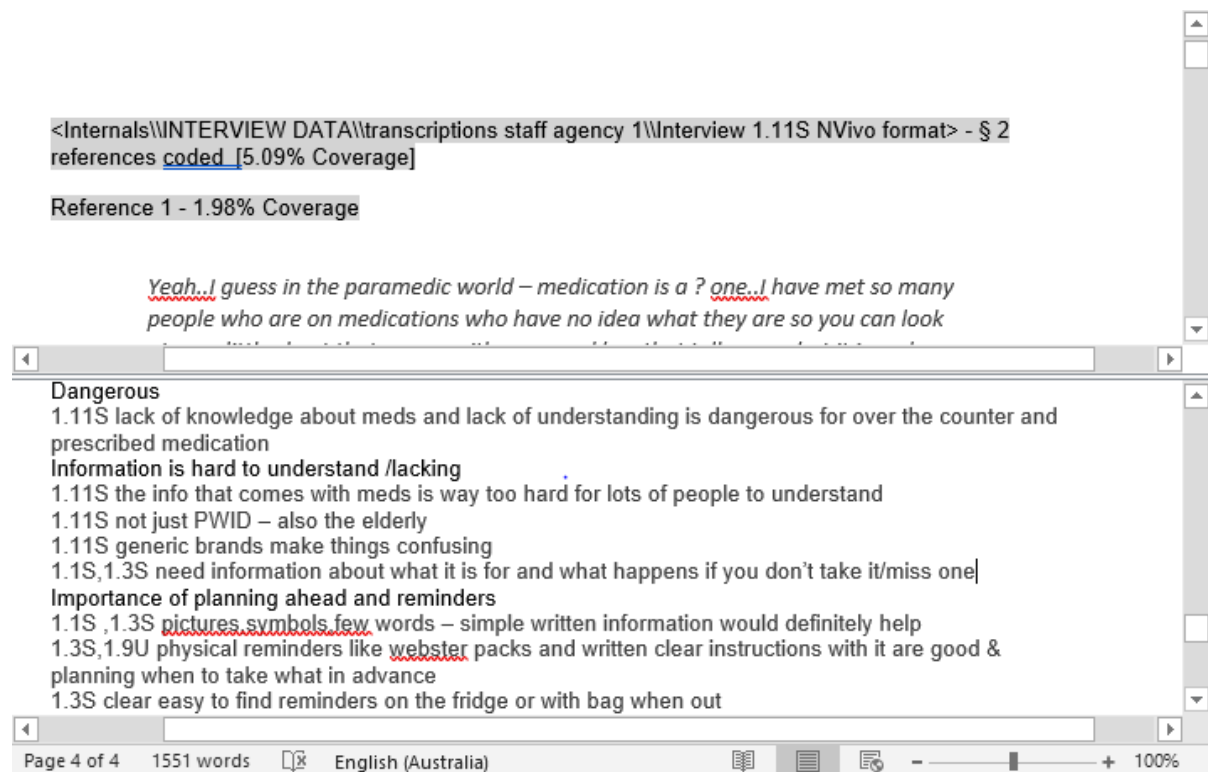 <Internals\\INTERVIEW DATA\\transcriptions staff agency 1\\Interview 1.11S NVivo format> - § 2
references coded  [5.09% Coverage]
Reference 1 - 1.98% Coverage
Yeah..I guess in the paramedic world – medication is a ? one..I have met so many
people who are on medications who have no idea what they are so you can look
Dangerous
1.11S lack of knowledge about meds and lack of understanding is dangerous for over the counter and
prescribed medication
Information is hard to understand /lacking
1.11S the info that comes with meds is way too hard for lots of people to understand
1.11S not just PWID – also the elderly
1.11S generic brands make things confusing
1.1S,1.3S need information about what it is for and what happens if you don’t take it/miss one
Importance of planning ahead and reminders
1.1S ,1.3S pictures,symbols,few words – simple written information would definitely help
1.3S,1.9U physical reminders like webster packs and written clear instructions with it are good &
planning when to take what in advance
1.3S clear easy to find reminders on the fridge or with bag when out
Page 4 of 4 1551 words English (Australia) 100%